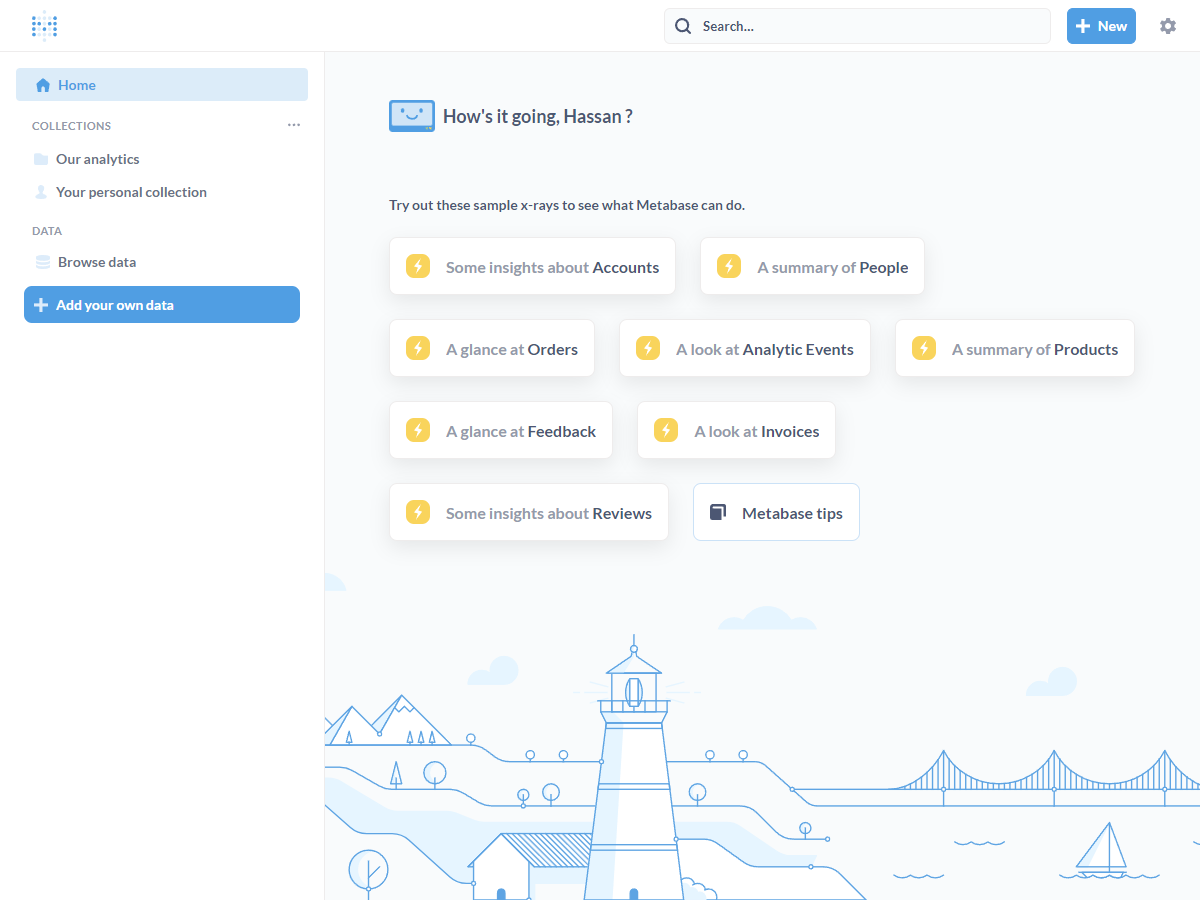 Search...
New
Home
COLLECTIONS
Our analytics
Your personal collection
DATA
Browse data
Add your own data
How's it going, Hassan ?
Try out these sample x-rays to see what Metabase can do.
Some insights about Accounts
A summary of People
A glance at Orders
A look at Analytic Events
A summary of Products
A glance at Feedback
A look at Invoices
Some insights about Reviews
Metabase tips